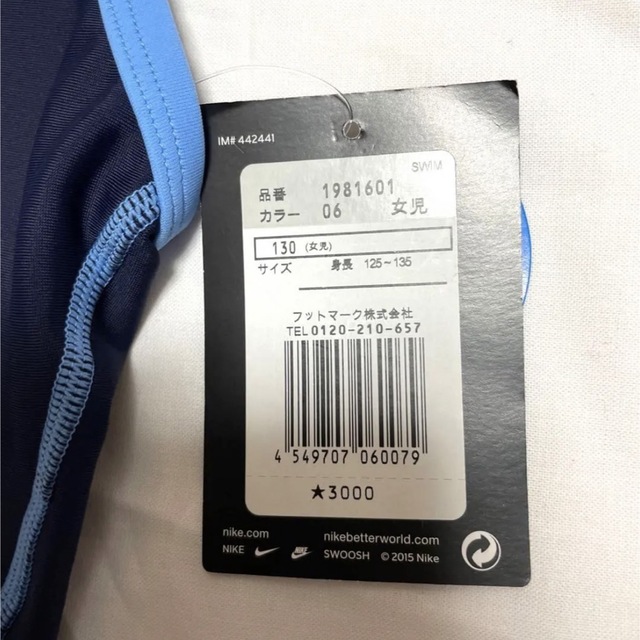 IM# 442441
SWIM
品番 1981601
カラー 06 女児
130 (女児)
サイズ 身長 125~135
フットマーク株式会社
TEL0120-210-657
4 549707 060079
★3000
nike.com nikebetterworld.com
NIKE SWOOSH © 2015 Nike